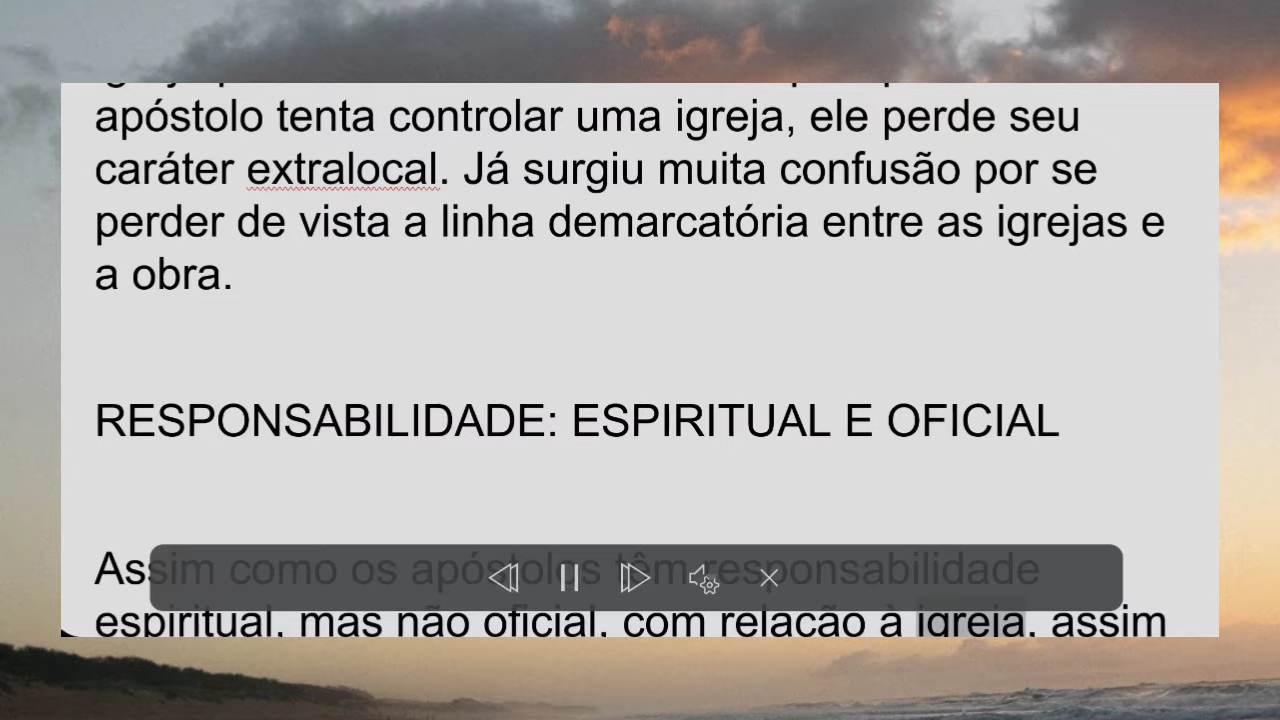 apóstolo tenta controlar uma igreja, ele perde seu
caráter extralocal. Já surgiu muita confusão por se
perder de vista a linha demarcatória entre as igrejas e
a obra.
RESPONSABILIDADE: ESPIRITUAL E OFICIAL
Assim como os apóstolos têm responsabilidade
espiritual, mas não oficial, com relação à igreja, assim